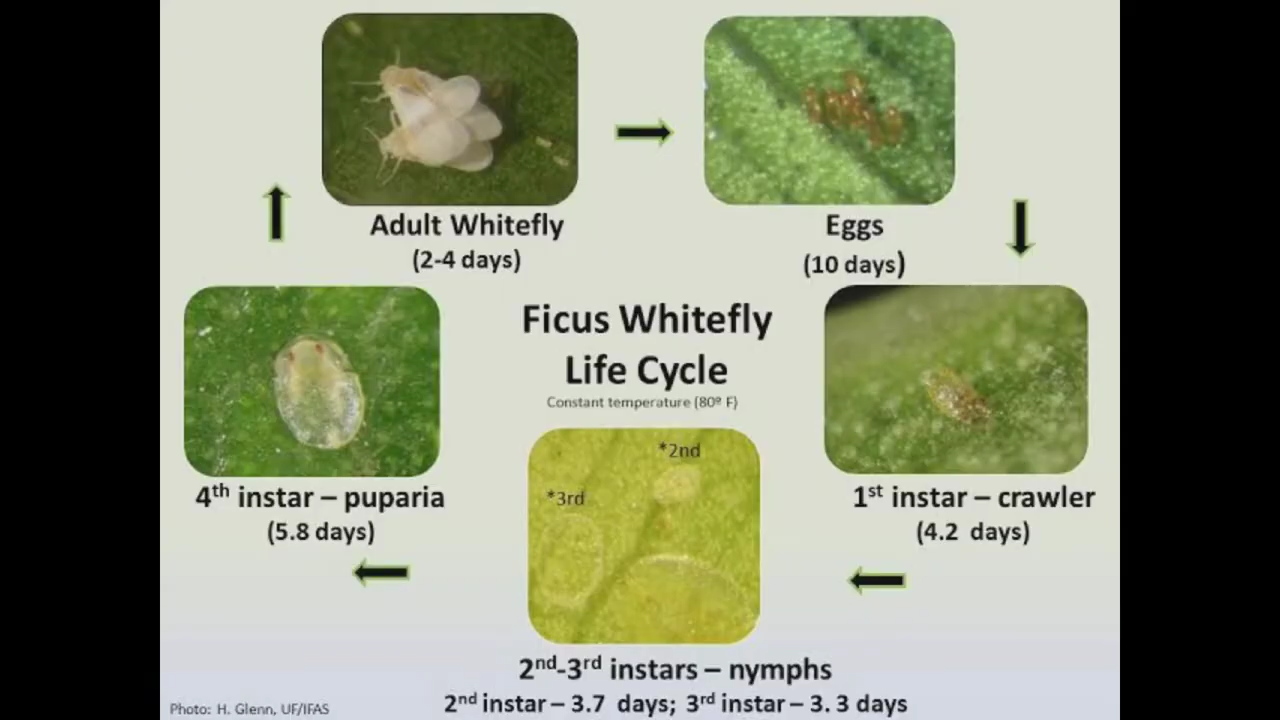 Adult Whitefly
(2-4 days)
Eggs
(10 days)
Ficus Whitefly
Life Cycle
Constant temperature (80º F)
*2nd
*3rd
4th instar – puparia
(5.8 days)
1st instar – crawler
(4.2 days)
2nd-3rd instars – nymphs
2nd instar – 3.7 days; 3rd instar – 3. 3 days
Photo: H. Glenn, UF/IFAS